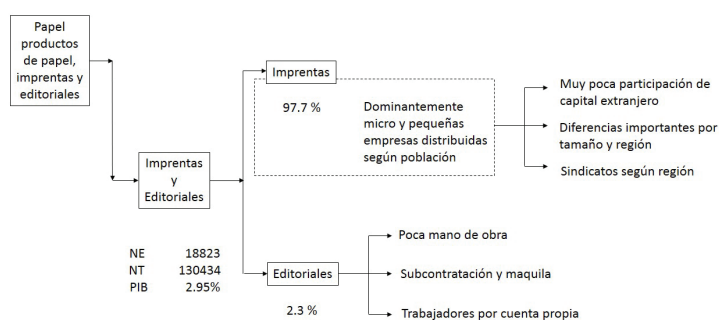 Papel
productos
de papel,
imprentas y
editoriales
Imprentas
y
Editoriales
NE 18823
NT 130434
PIB 2.95%
Imprentas
97.7 %
Dominantemente
micro y pequeñas
empresas distribuidas
según población
Muy poca participación de
capital extranjero
Diferencias importantes por
tamaño y región
Sindicatos según región
Editoriales
2.3 %
Poca mano de obra
Subcontratación y maquila
Trabajadores por cuenta propia